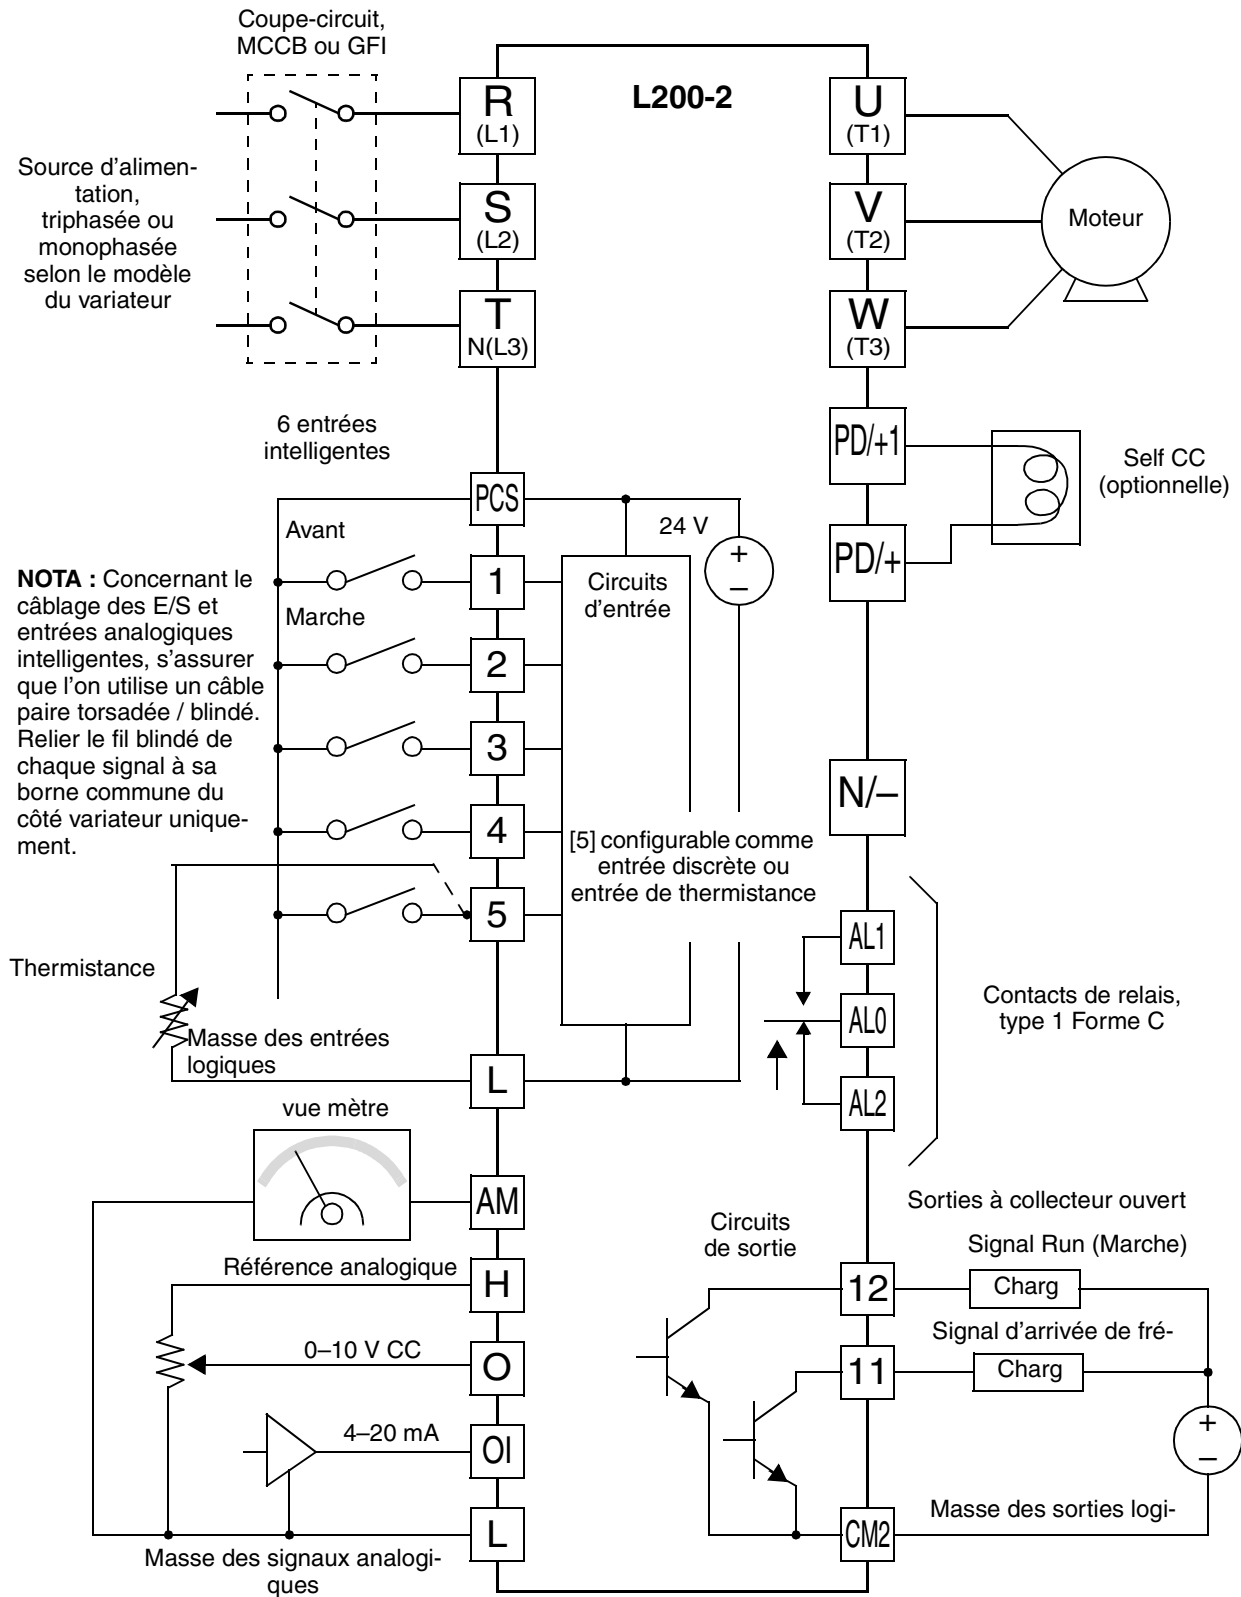 Coupe-circuit,
MCCB ou GFI
L200-2
R
(L1)
U
(T1)
Source d'alimen-
tation,
triphasée ou
monophasée
selon le modèle
du variateur
S
(L2)
V
(T2)
Moteur
T
N(L3)
W
(T3)
6 entrées
intelligentes
PD/+1
Self CC
(optionnelle)
PCS
24 V
Avant
PD/+
+
–
NOTA : Concernant le
câblage des E/S et
entrées analogiques
intelligentes, s'assurer
que l'on utilise un câble
paire torsadée / blindé.
Relier le fil blindé de
chaque signal à sa
borne commune du
côté variateur unique-
ment.
1
Circuits
d'entrée
Marche
2
3
N/–
4
[5] configurable comme
entrée discrète ou
entrée de thermistance
5
AL1
Thermistance
AL0
Contacts de relais,
type 1 Forme C
Masse des entrées
logiques
L
AL2
vue mètre
AM
Sorties à collecteur ouvert
Circuits
de sortie
Signal Run (Marche)
Référence analogique
H
12
Charg
Signal d'arrivée de fré-
0–10 V CC
O
11
Charg
4–20 mA
OI
+
–
Masse des sorties logi-
L
CM2
Masse des signaux analogi-
ques